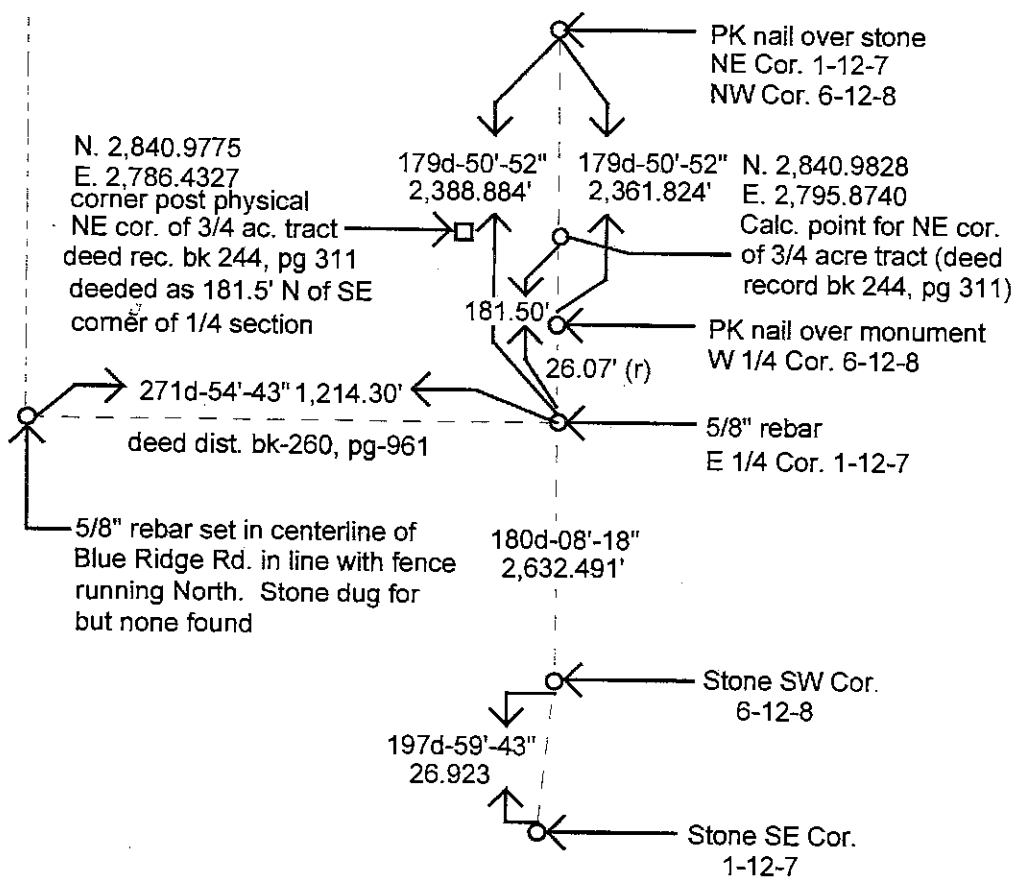 PK nail over stone
NE Cor. 1-12-7
NW Cor. 6-12-8
N. 2,840.9775
E. 2,786.4327
corner post physical
NE cor. of 3/4 ac. tract
deed rec. bk 244, pg 311
deeded as 181.5' N of SE
corner of 1/4 section
179d-50'-52"
2,388.884'
179d-50'-52"
2,361.824'
N. 2,840.9828
E. 2,795.8740
Calc. point for NE cor.
of 3/4 acre tract (deed
record bk 244, pg 311)
181.50'
PK nail over monument
W 1/4 Cor. 6-12-8
26.07' (r)
271d-54'-43" 1,214.30'
deed dist. bk-260, pg-961
5/8" rebar
E 1/4 Cor. 1-12-7
5/8" rebar set in centerline of
Blue Ridge Rd. in line with fence
running North. Stone dug for
but none found
180d-08'-18"
2,632.491'
Stone SW Cor.
6-12-8
197d-59'-43"
26.923
Stone SE Cor.
1-12-7